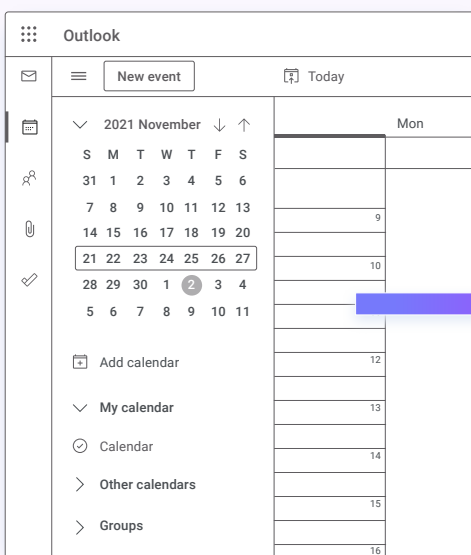 Outlook
New event
Today
2021 November
Mon
S M T W T F S
31 1 2 3 4 5 6
7 8 9 10 11 12 13
14 15 16 17 18 19 20
21 22 23 24 25 26 27
28 29 30 1 2 3 4
5 6 7 8 9 10 11
Add calendar
My calendar
Calendar
Other calendars
Groups
9
10
12
13
14
15
16